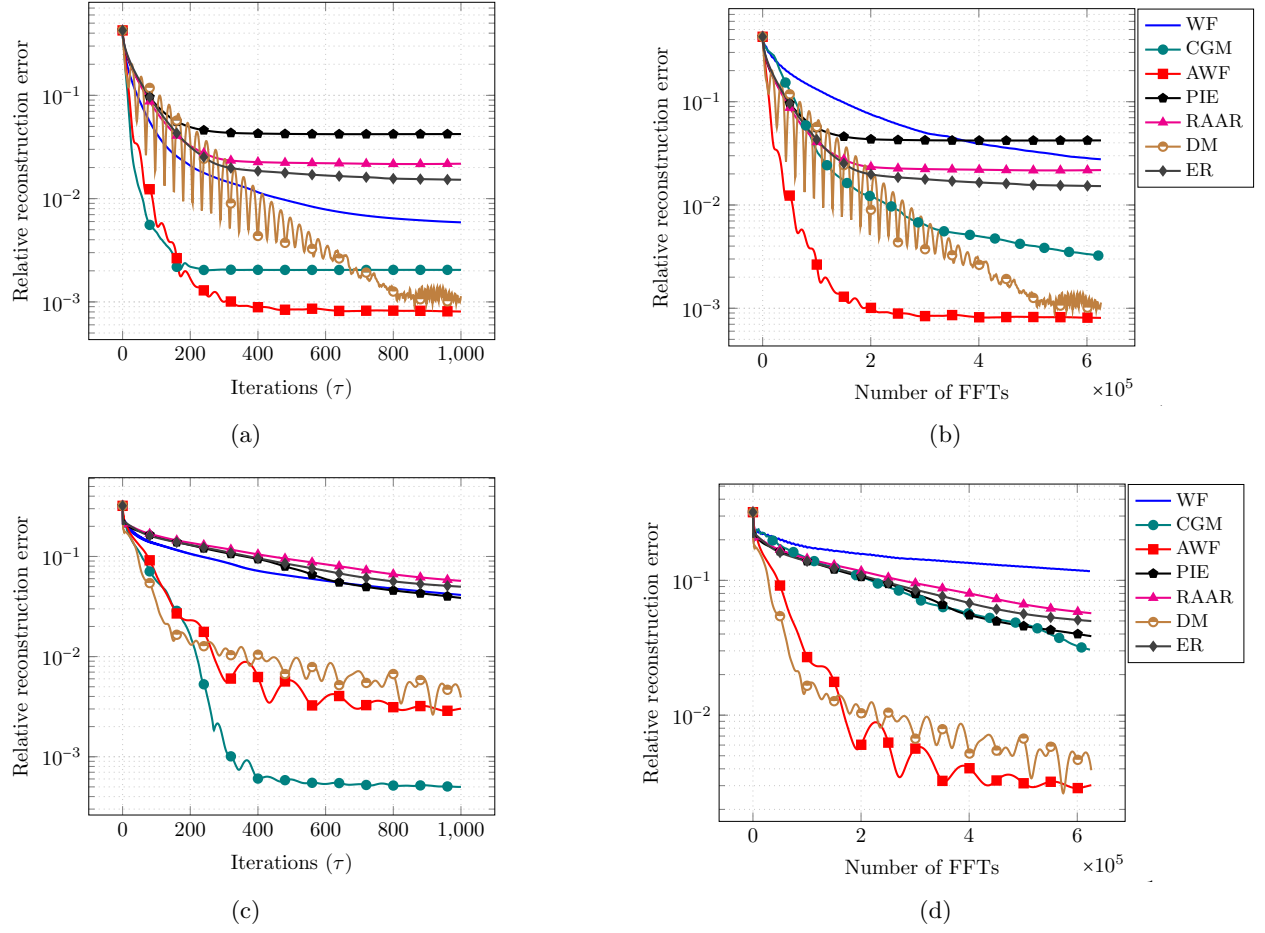 Relative reconstruction error
10⁻¹
10⁻²
10⁻³
0 200 400 600 800 1,000
Iterations (τ)
(a)
Relative reconstruction error
10⁻¹
10⁻²
10⁻³
0 2 4 6
Number of FFTs
×10⁵
(b)
WF
CGM
AWF
PIE
RAAR
DM
ER
Relative reconstruction error
10⁻¹
10⁻²
10⁻³
0 200 400 600 800 1,000
Iterations (τ)
(c)
Relative reconstruction error
10⁻¹
10⁻²
0 2 4 6
Number of FFTs
×10⁵
(d)
WF
CGM
AWF
PIE
RAAR
DM
ER